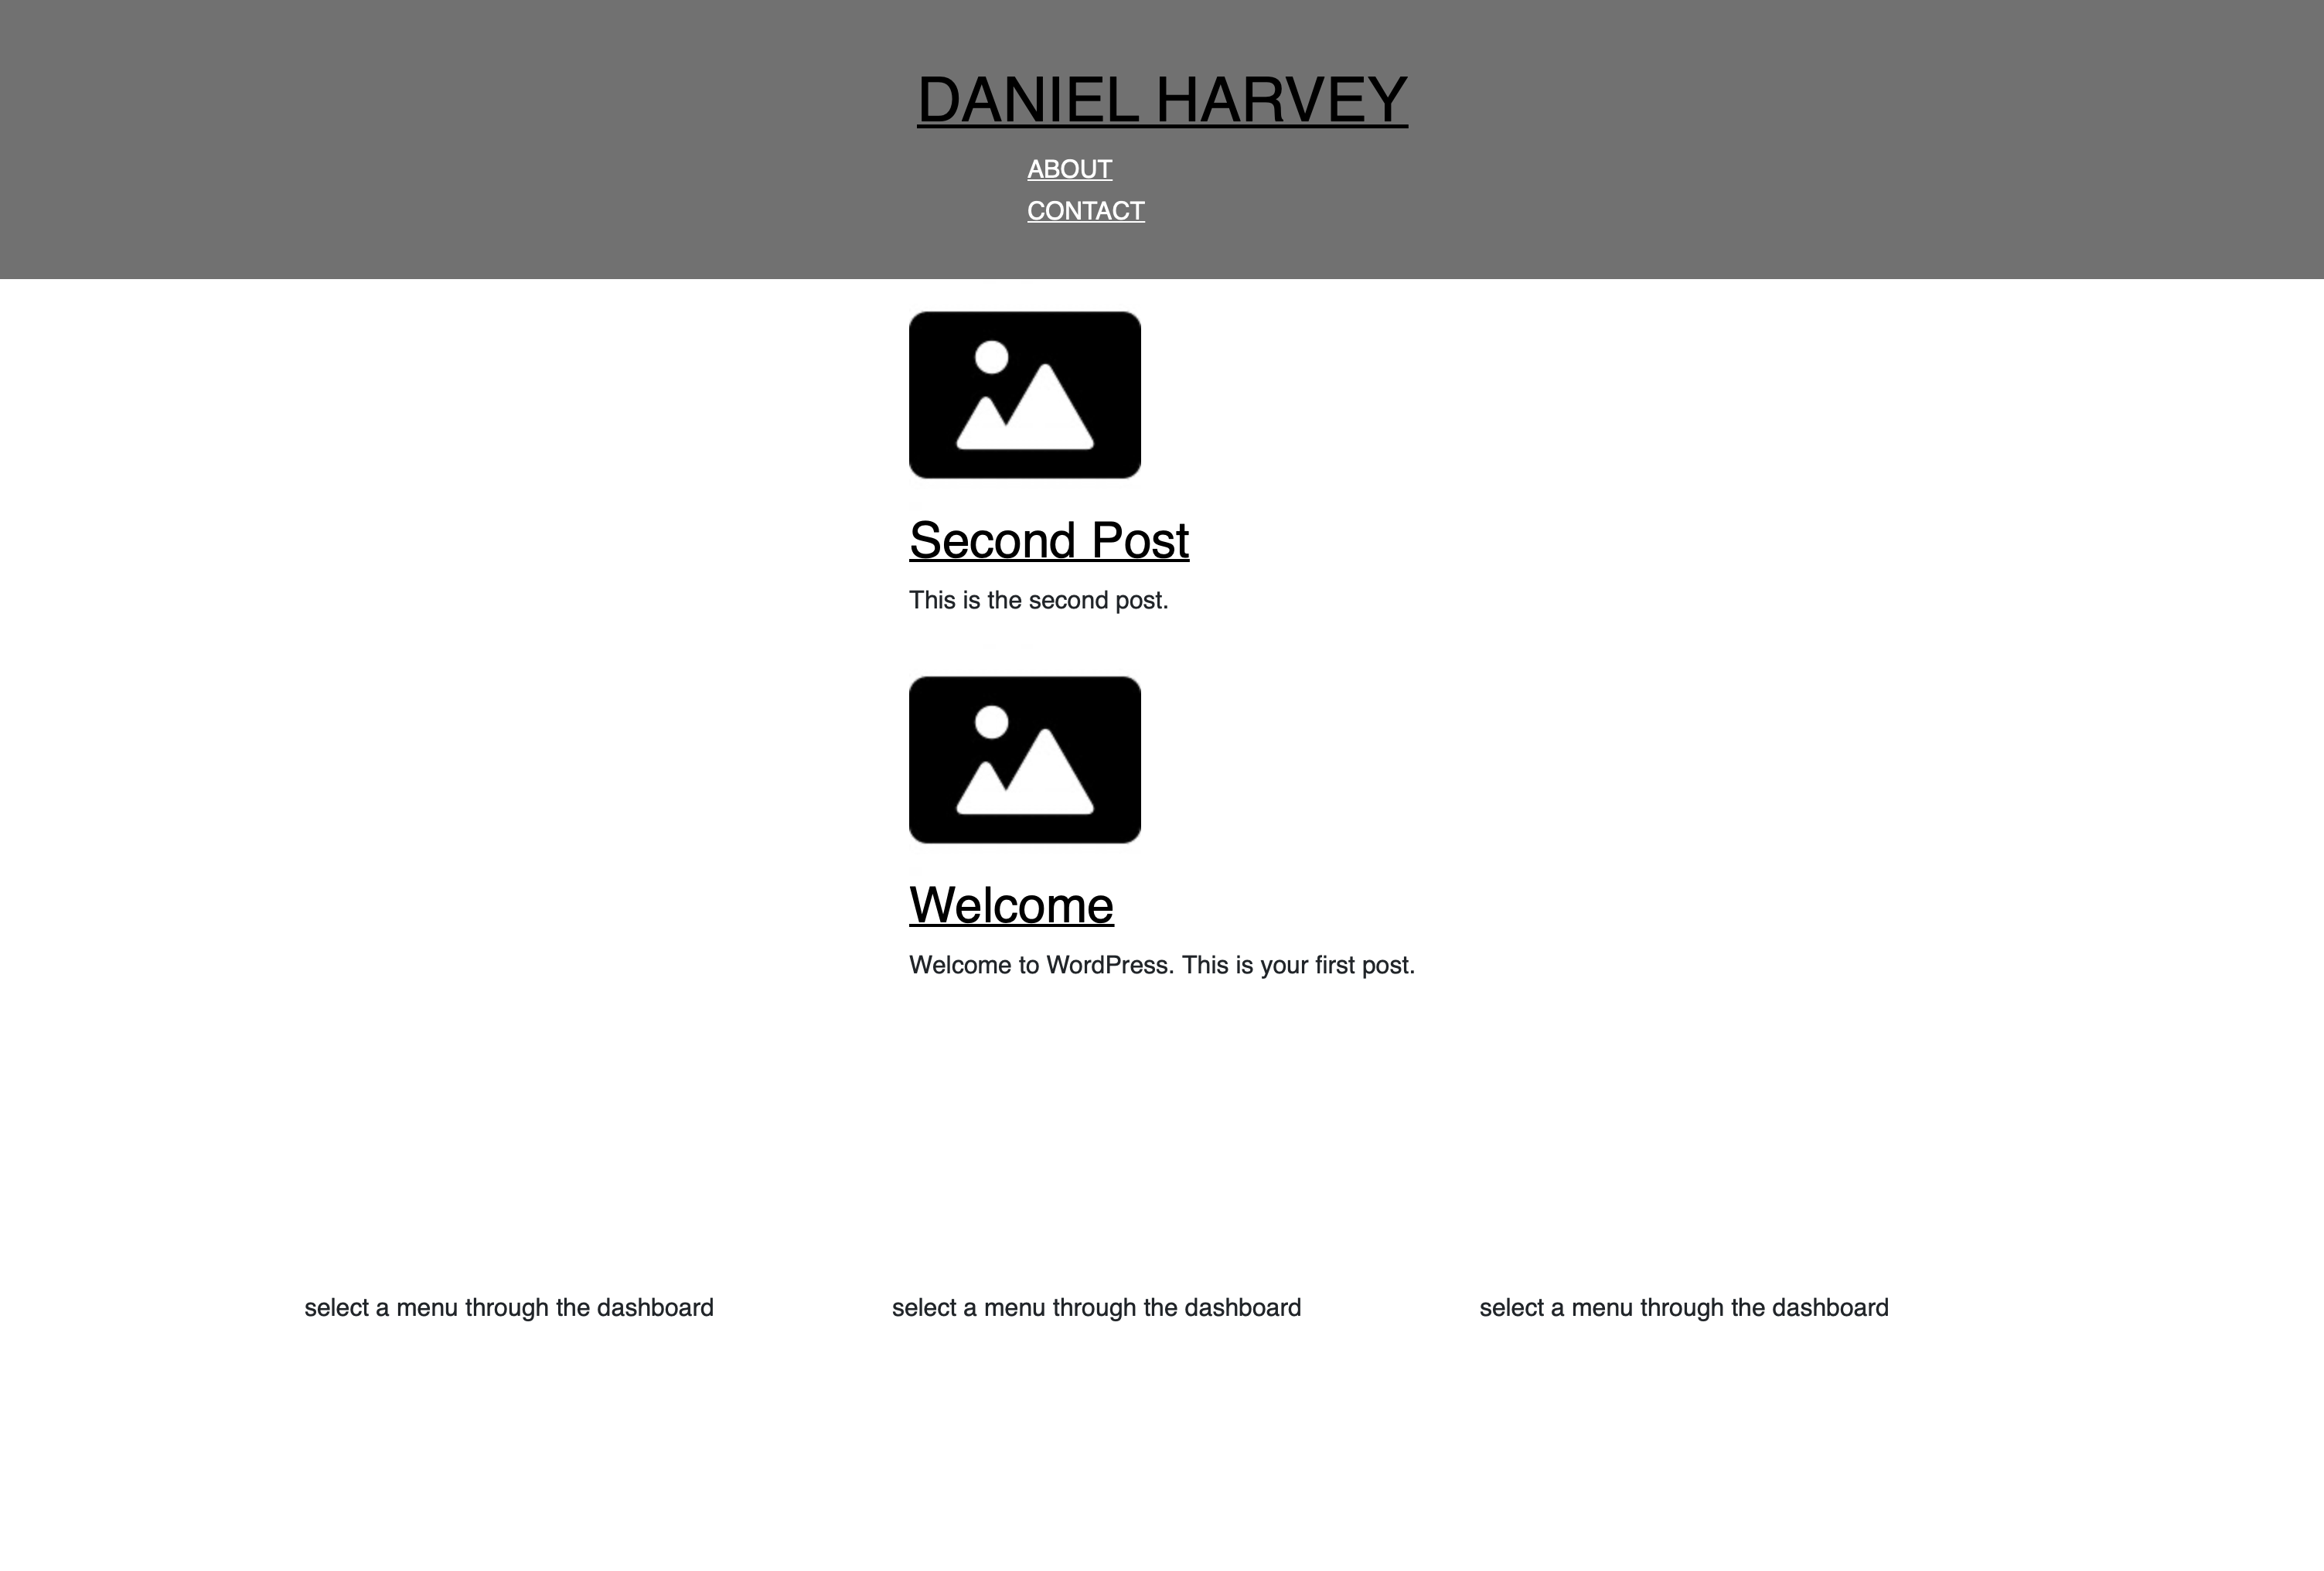 DANIEL HARVEY
ABOUT
CONTACT
Second Post
This is the second post.
Welcome
Welcome to WordPress. This is your first post.
select a menu through the dashboard
select a menu through the dashboard
select a menu through the dashboard